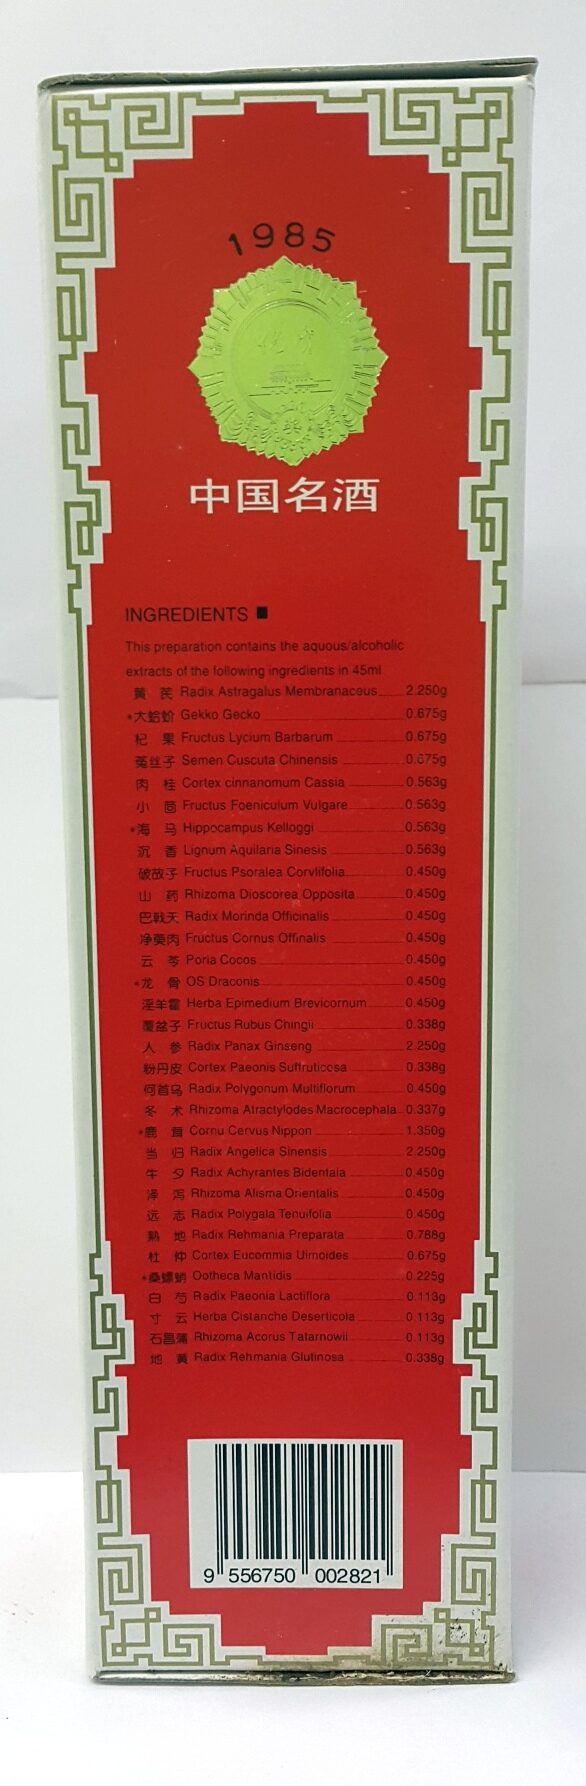 1985
中国名酒
INGREDIENTS ■
This preparation contains the aquous/alcoholic
extracts of the following ingredients in 45ml
黄 芪 Radix Astragalus Membranaceus 2.250g
*大蛤蚧 Gekko Gecko 0.675g
杞 果 Fructus Lycium Barbarum 0.675g
菟丝子 Semen Cuscuta Chinensis 0.675g
肉 桂 Cortex cinnanomum Cassia 0.563g
小 茴 Fructus Foeniculum Vulgare 0.563g
*海 马 Hippocampus Kelloggi 0.563g
沉 香 Lignum Aquilaria Sinesis 0.563g
破故子 Fructus Psoralea Corvlifolia 0.450g
山 药 Rhizoma Dioscorea Opposita 0.450g
巴戟天 Radix Morinda Officinalis 0.450g
净萸肉 Fructus Cornus Offinalis 0.450g
云 苓 Poria Cocos 0.450g
*龙 骨 OS Draconis 0.450g
淫羊霍 Herba Epimedium Brevicornum 0.450g
覆盆子 Fructus Rubus Chingii 0.338g
人 参 Radix Panax Ginseng 2.250g
粉丹皮 Cortex Paeonis Suffruticosa 0.338g
何首乌 Radix Polygonum Multiflorum 0.450g
冬 术 Rhizoma Atractylodes Macrocephala 0.337g
*鹿 茸 Cornu Cervus Nippon 1.350g
当 归 Radix Angelica Sinensis 2.250g
牛 夕 Radix Achyrantes Bidentala 0.450g
泽 泻 Rhizoma Alisma Orientalis 0.450g
远 志 Radix Polygala Tenuifolia 0.450g
熟 地 Radix Rehmania Preparata 0.788g
杜 仲 Cortex Eucommia Ulmoides 0.675g
*桑螵蛸 Ootheca Mantidis 0.225g
白 芍 Radix Paeonia Lactiflora 0.113g
寸 云 Herba Cistanche Deserticola 0.113g
石菖蒲 Rhizoma Acorus Tatarnowii 0.113g
地 黄 Radix Rehmania Glutinosa 0.338g
9 556750 002821